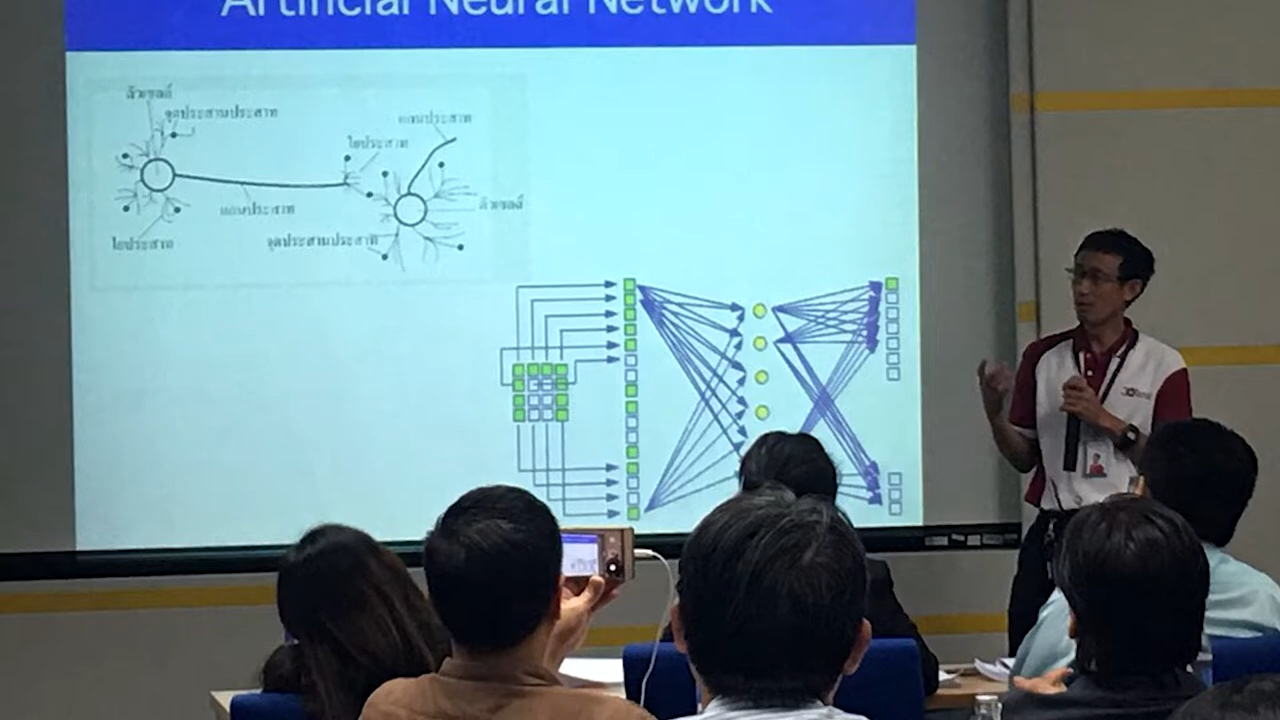 Artificial Neural Network
ตัวเซลล์
จุดประสานประสาท
แกนประสาท
ใยประสาท
ตัวเซลล์
แกนประสาท
ใยประสาท
จุดประสานประสาท